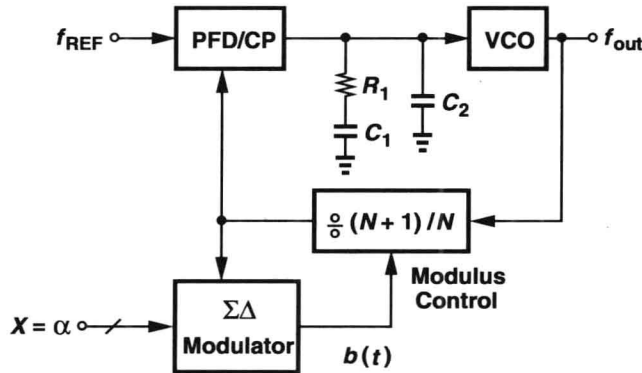 f_REF PFD/CP VCO f_out
R_1
C_1 C_2
÷ (N + 1) / N
Modulus
Control
X = α ΣΔ
Modulator
b(t)